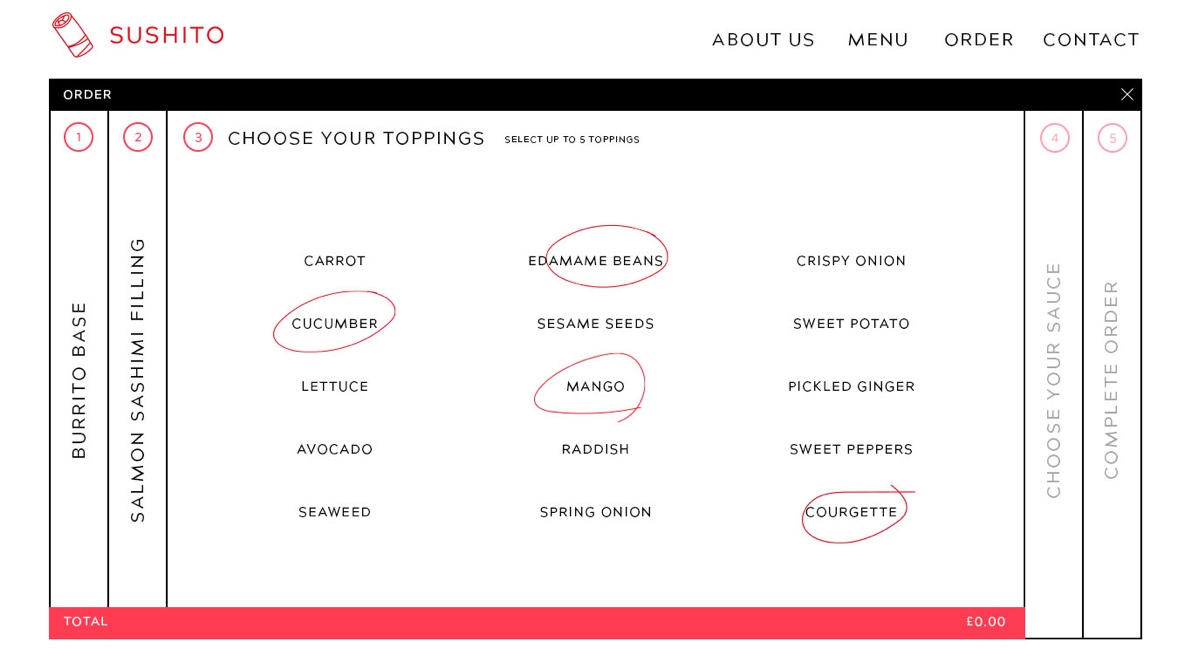 SUSHITO
ABOUT US MENU ORDER CONTACT
ORDER
1
BURRITO BASE
2
SALMON SASHIMI FILLING
3 CHOOSE YOUR TOPPINGS SELECT UP TO 5 TOPPINGS
CARROT EDAMAME BEANS CRISPY ONION
CUCUMBER SESAME SEEDS SWEET POTATO
LETTUCE MANGO PICKLED GINGER
AVOCADO RADDISH SWEET PEPPERS
SEAWEED SPRING ONION COURGETTE
4
CHOOSE YOUR SAUCE
5
COMPLETE ORDER
TOTAL £0.00